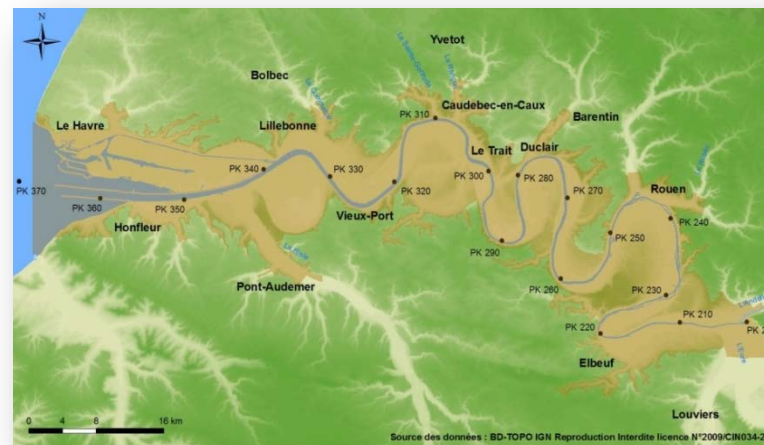 N
Yvetot
Bolbec
PK 310
Caudebec-en-Caux
Le Havre
Lillebonne
Barentin
Le Trait
Duclair
PK 340
PK 330
PK 300
PK 280
PK 370
PK 320
PK 270
Rouen
PK 360
PK 350
Vieux-Port
PK 240
Honfleur
PK 290
PK 250
Pont-Audemer
PK 260
PK 230
PK 220
PK 210
PK 2
L'Eure
Elbeuf
Louviers
0 4 8 16 km
Source des données : BD-TOPO IGN Reproduction Interdite licence N°2009/CIN034-2